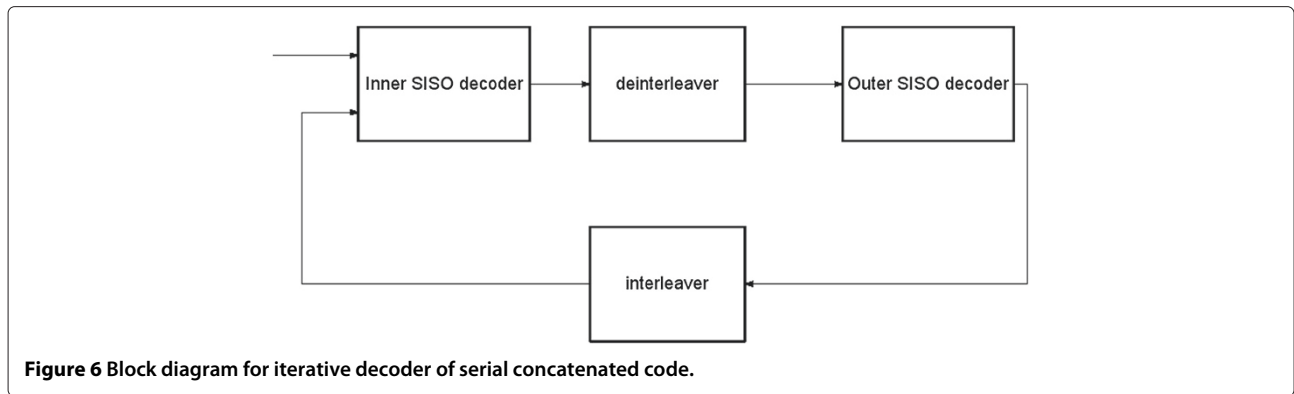 Inner SISO decoder
deinterleaver
Outer SISO decoder
interleaver
Figure 6 Block diagram for iterative decoder of serial concatenated code.